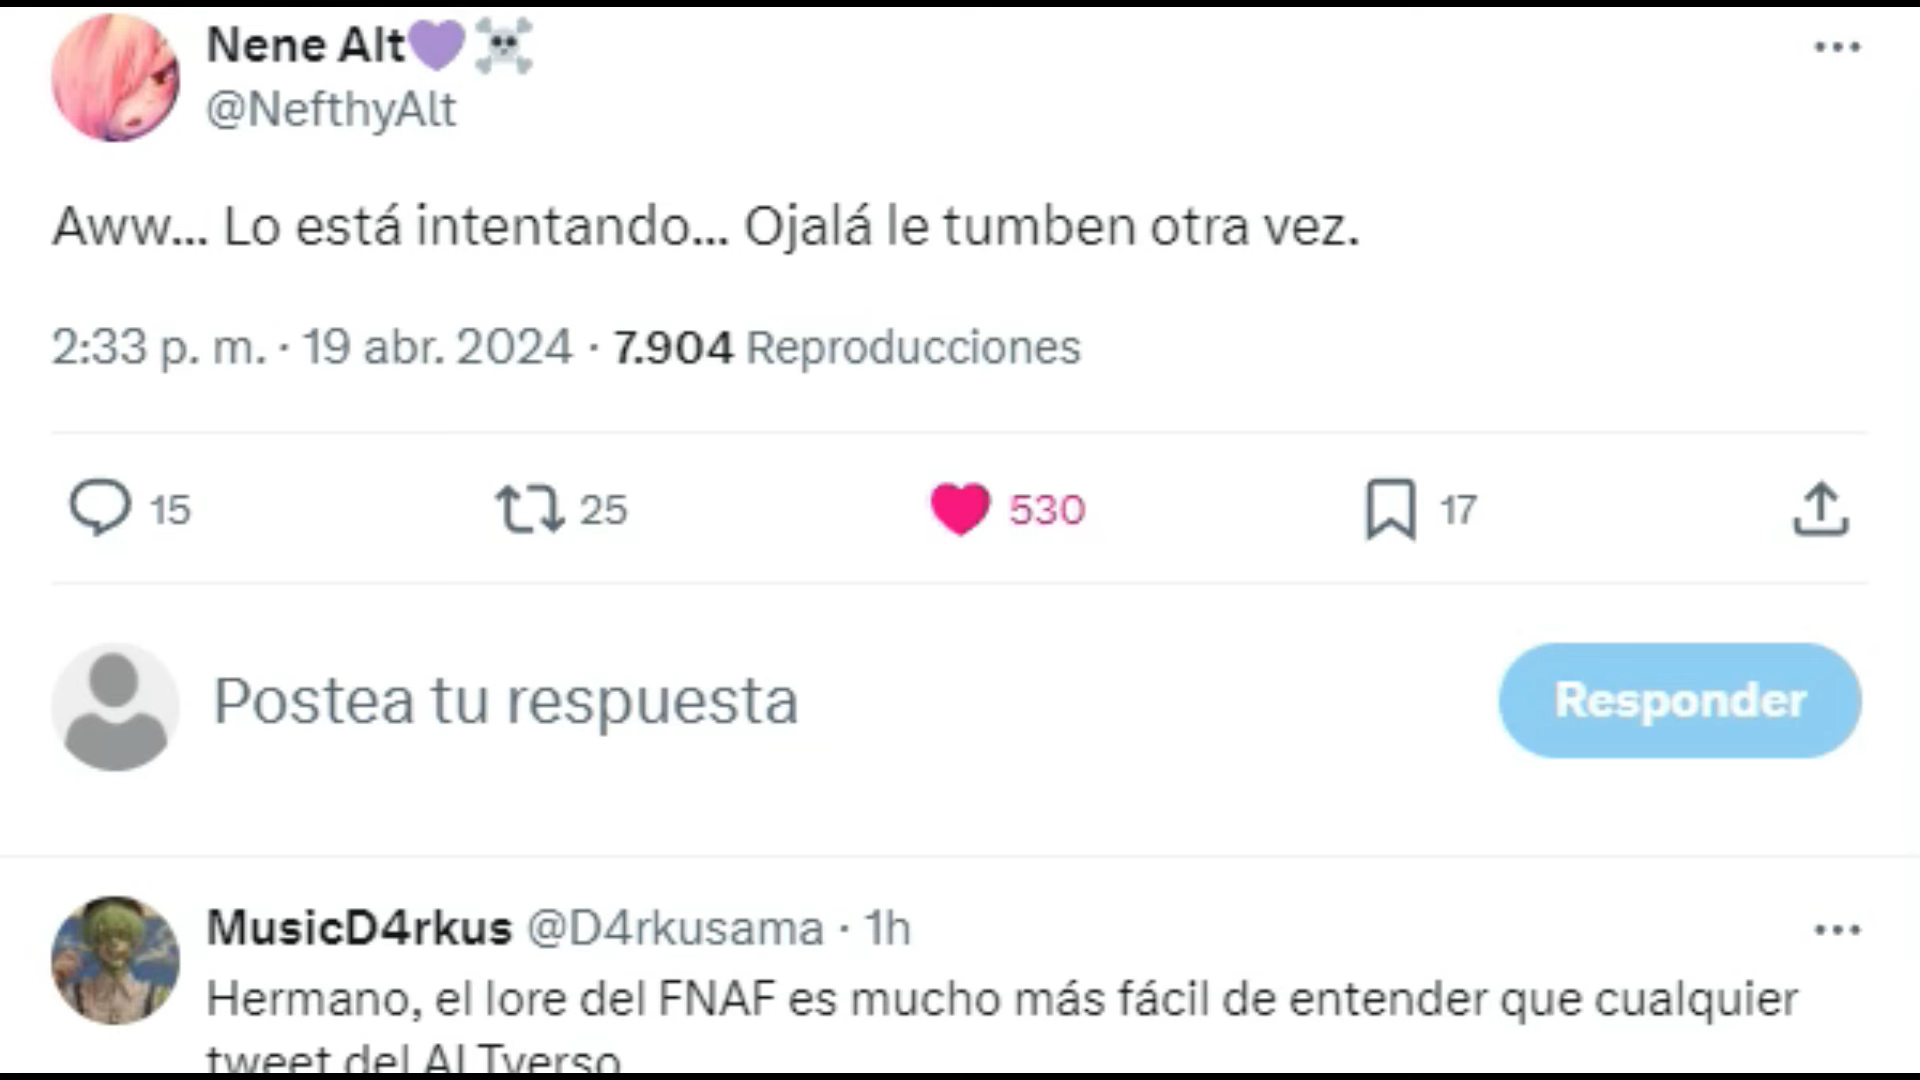 Nene Alt💜☠️
@NefthyAlt
Aww... Lo está intentando... Ojalá le tumben otra vez.
2:33 p. m. · 19 abr. 2024 · 7.904 Reproducciones
15 25 530 17
Postea tu respuesta Responder
MusicD4rkus @D4rkusama · 1h
Hermano, el lore del FNAF es mucho más fácil de entender que cualquier
tweet del ALTverso